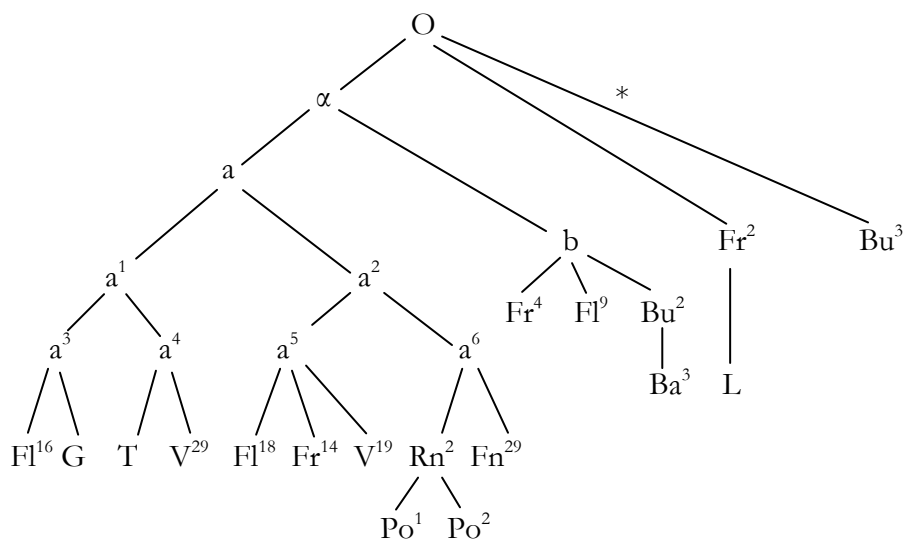 O
*
α
a
b Fr² Bu³
a¹ a²
Fr⁴ Fl⁹ Bu²
a³ a⁴ a⁵ a⁶
Ba³ L
Fl¹⁶ G T V²⁹ Fl¹⁸ Fr¹⁴ V¹⁹ Rn² Fn²⁹
Po¹ Po²